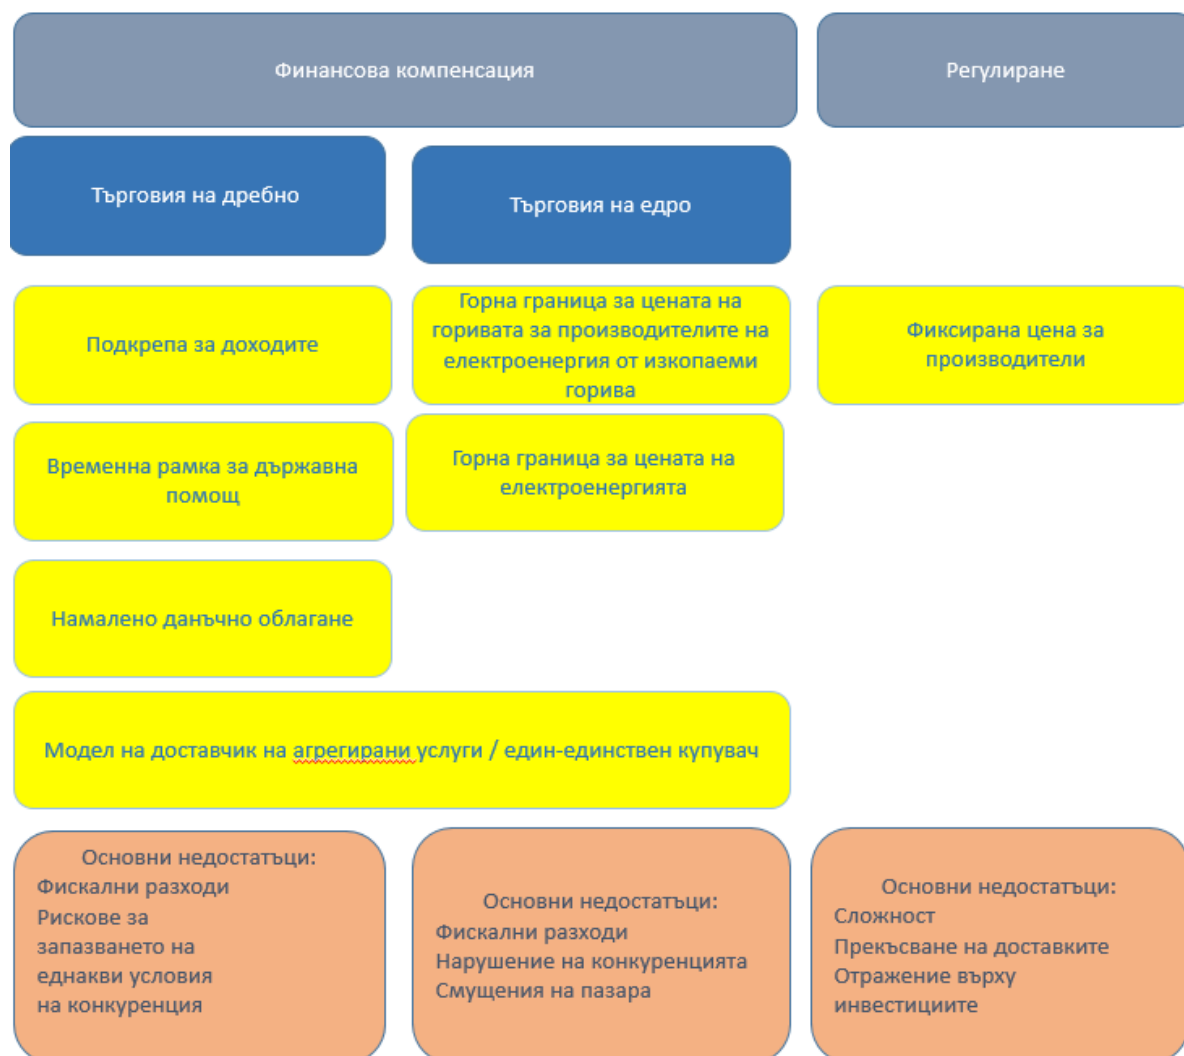 Финансова компенсация
Регулиране
Търговия на дребно
Търговия на едро
Подкрепа за доходите
Горна граница за цената на
горивата за производителите на
електроенергия от изкопаеми
горива
Фиксирана цена за
производители
Временна рамка за държавна
помощ
Горна граница за цената на
електроенергията
Намалено данъчно облагане
Модел на доставчик на агрегирани услуги / един-единствен купувач
Основни недостатъци:
Фискални разходи
Рискове за
запазването на
еднакви условия
на конкуренция
Основни недостатъци:
Фискални разходи
Нарушение на конкуренцията
Смущения на пазара
Основни недостатъци:
Сложност
Прекъсване на доставките
Отражение върху
инвестициите